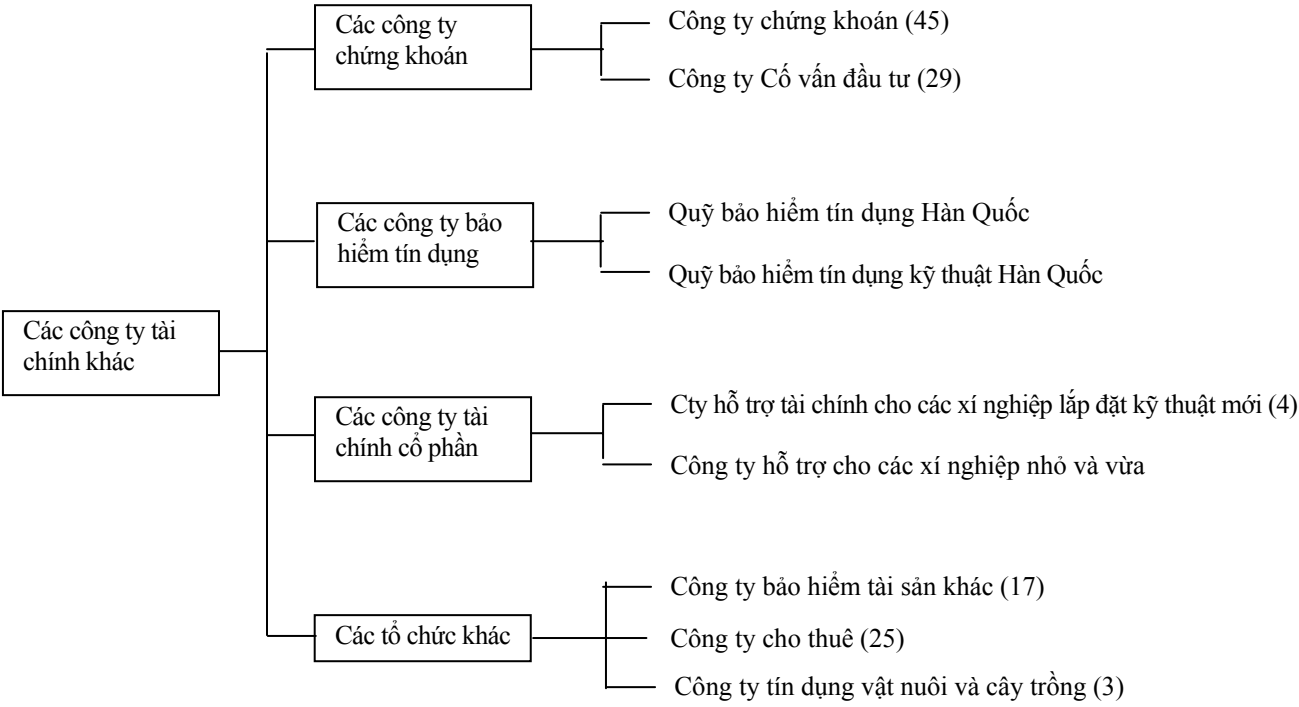 Các công ty
chứng khoán
Công ty chứng khoán (45)
Công ty Cố vấn đầu tư (29)
Các công ty bảo
hiểm tín dụng
Quỹ bảo hiểm tín dụng Hàn Quốc
Quỹ bảo hiểm tín dụng kỹ thuật Hàn Quốc
Các công ty tài
chính khác
Các công ty tài
chính cổ phần
Cty hỗ trợ tài chính cho các xí nghiệp lắp đặt kỹ thuật mới (4)
Công ty hỗ trợ cho các xí nghiệp nhỏ và vừa
Các tổ chức khác
Công ty bảo hiểm tài sản khác (17)
Công ty cho thuê (25)
Công ty tín dụng vật nuôi và cây trồng (3)